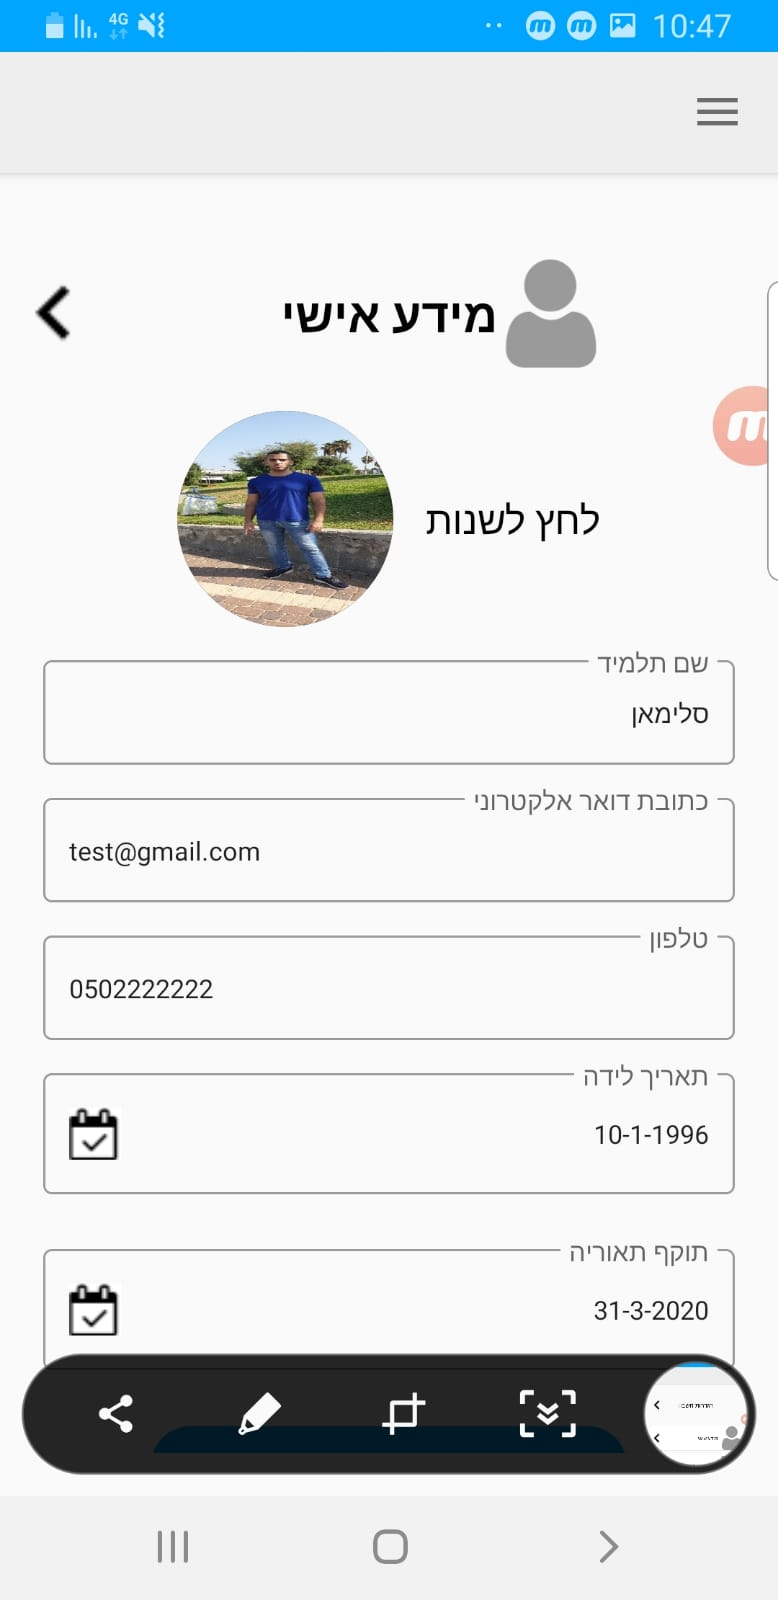 4G
10:47
מידע אישי
לחץ לשנות
שם תלמיד
סלימאן
כתובת דואר אלקטרוני
test@gmail.com
טלפון
0502222222
תאריך לידה
10-1-1996
תוקף תאוריה
31-3-2020